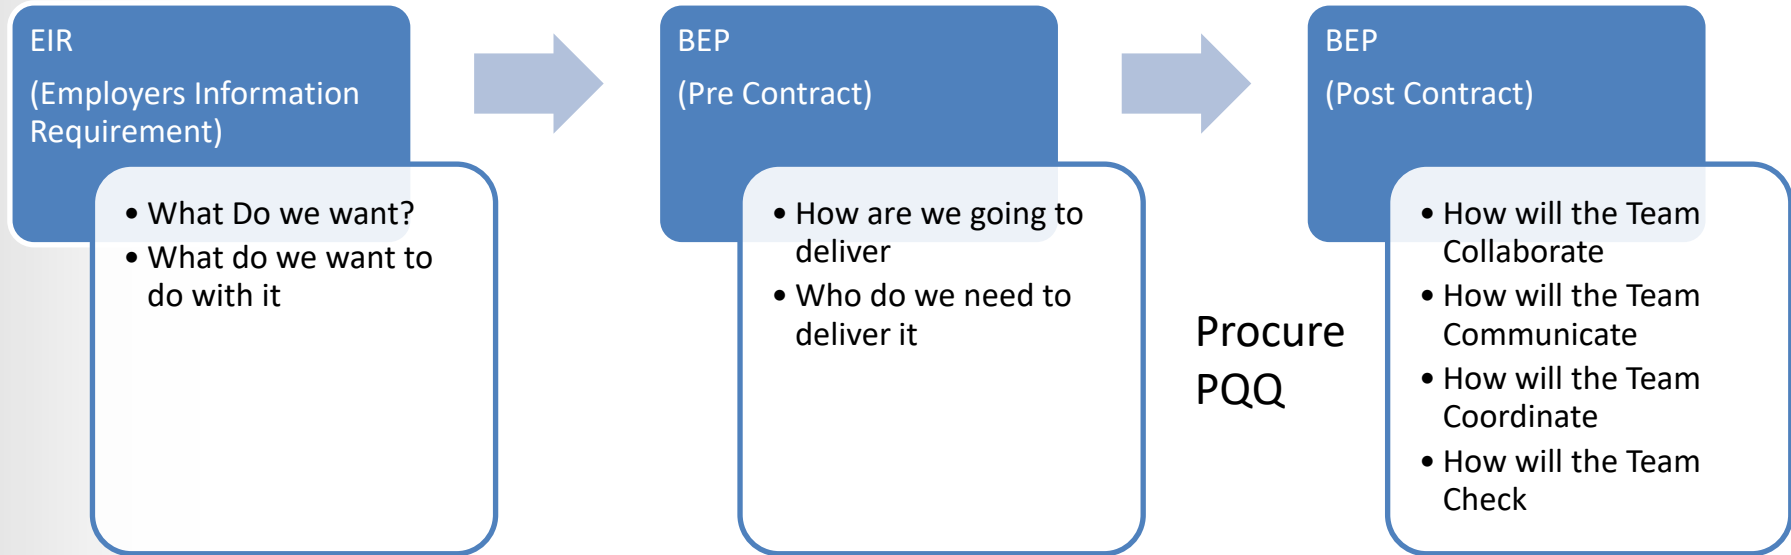 EIR
(Employers Information
Requirement)
• What Do we want?
• What do we want to
do with it
BEP
(Pre Contract)
• How are we going to
deliver
• Who do we need to
deliver it
Procure
PQQ
BEP
(Post Contract)
• How will the Team
Collaborate
• How will the Team
Communicate
• How will the Team
Coordinate
• How will the Team
Check